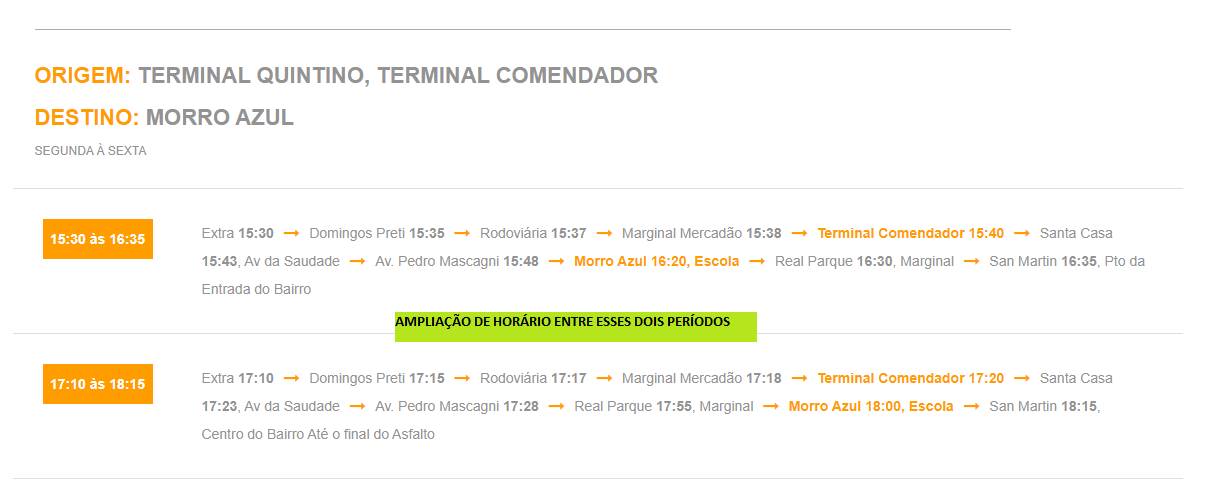 ORIGEM: TERMINAL QUINTINO, TERMINAL COMENDADOR
DESTINO: MORRO AZUL
SEGUNDA À SEXTA
15:30 às 16:35
Extra 15:30 → Domingos Preti 15:35 → Rodoviária 15:37 → Marginal Mercadão 15:38 → Terminal Comendador 15:40 → Santa Casa
15:43, Av da Saudade → Av. Pedro Mascagni 15:48 → Morro Azul 16:20, Escola → Real Parque 16:30, Marginal → San Martin 16:35, Pto da
Entrada do Bairro
AMPLIAÇÃO DE HORÁRIO ENTRE ESSES DOIS PERÍODOS
17:10 às 18:15
Extra 17:10 → Domingos Preti 17:15 → Rodoviária 17:17 → Marginal Mercadão 17:18 → Terminal Comendador 17:20 → Santa Casa
17:23, Av da Saudade → Av. Pedro Mascagni 17:28 → Real Parque 17:55, Marginal → Morro Azul 18:00, Escola → San Martin 18:15,
Centro do Bairro Até o final do Asfalto